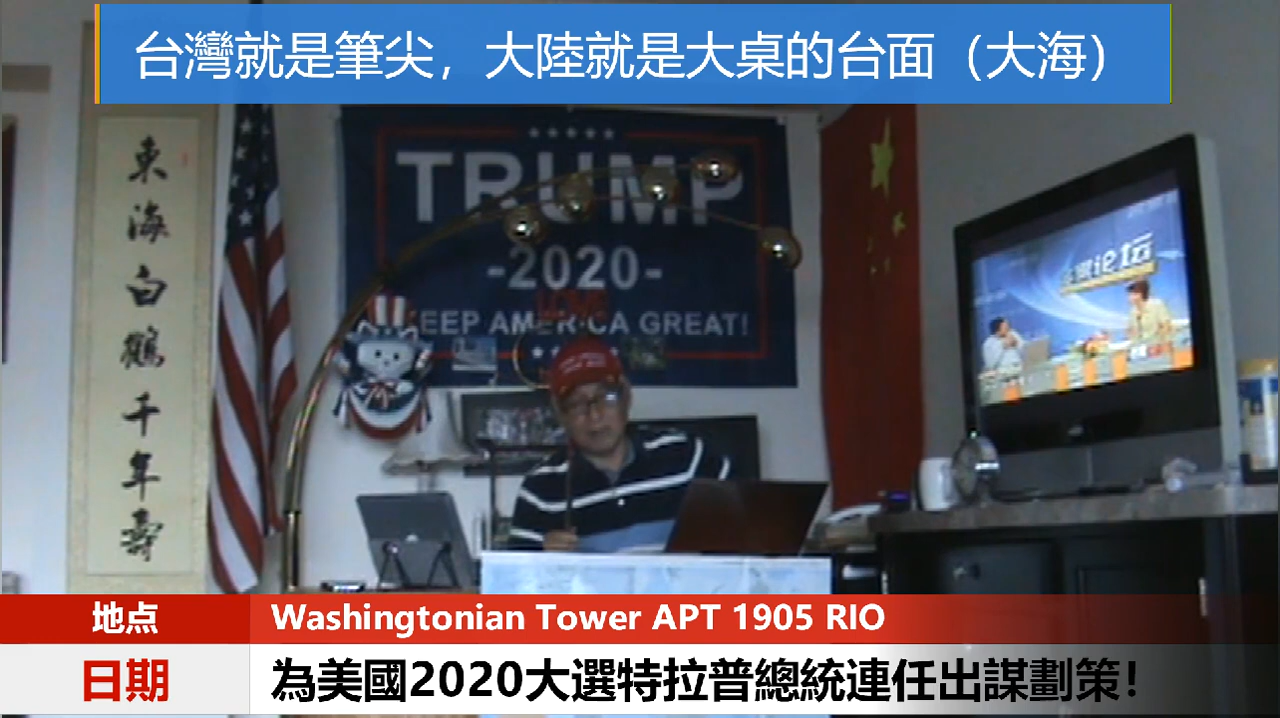 台灣就是筆尖，大陸就是大桌的台面（大海）
東海白鶴千年壽
TRUMP
-2020-
KEEP AMERICA GREAT!
论坛
地点
Washingtonian Tower APT 1905 RIO
日期
為美國2020大選特拉普總統連任出謀劃策！